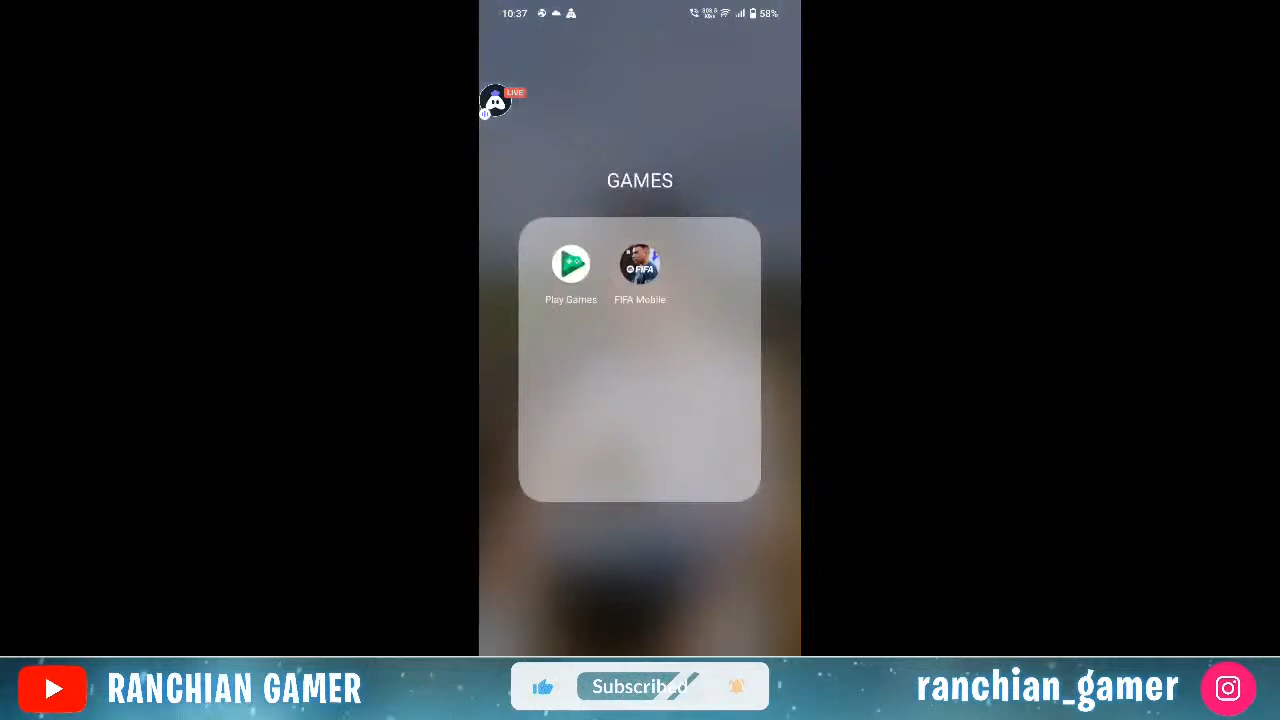 10:37
58%
LIVE
GAMES
FIFA
Play Games
FIFA Mobile
RANCHIAN GAMER
Subscribed
ranchian_gamer